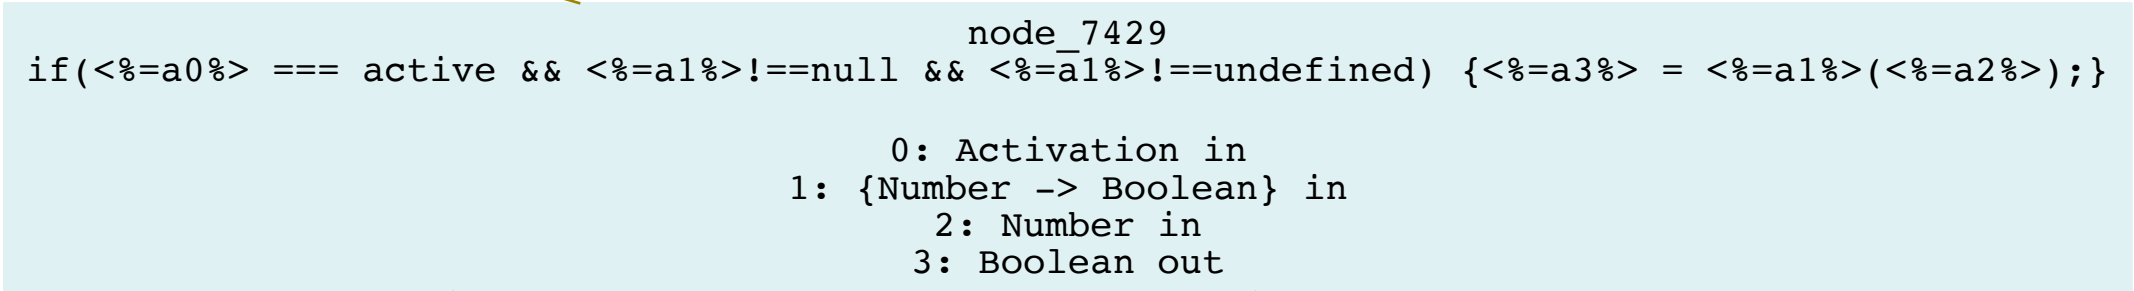 node_7429
if(<%=a0%> === active && <%=a1%>!==null && <%=a1%>!==undefined) {<%=a3%> = <%=a1%>(<%=a2%>);}
0: Activation in
1: {Number -> Boolean} in
2: Number in
3: Boolean out